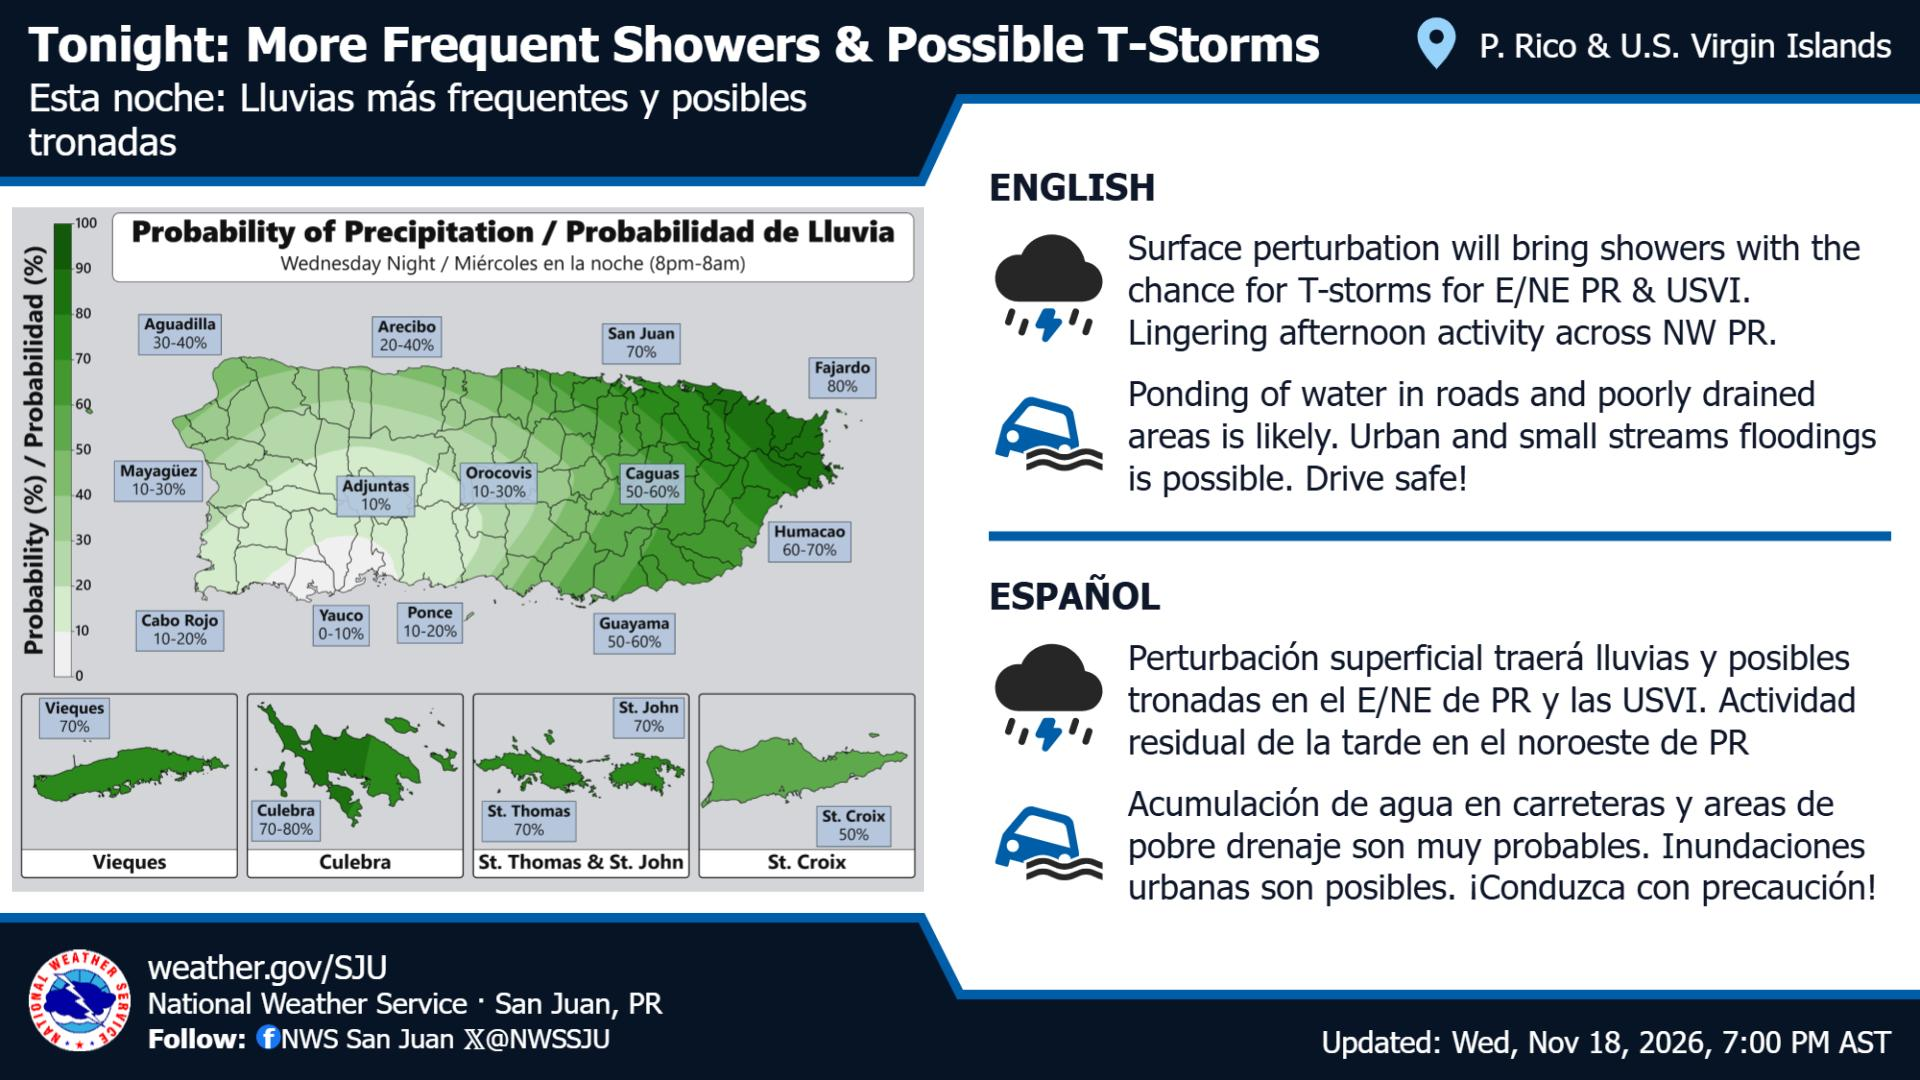 Tonight: More Frequent Showers & Possible T-Storms
Esta noche: Lluvias más frecuentes y posibles
tronadas
P. Rico & U.S. Virgin Islands
Probability of Precipitation / Probabilidad de Lluvia
Wednesday Night / Miércoles en la noche (8pm-8am)
Probability (%) / Probabilidad (%)
100
90
80
70
60
50
40
30
20
10
0
Aguadilla
30-40%
Arecibo
20-40%
San Juan
70%
Fajardo
80%
Mayagüez
10-30%
Adjuntas
10%
Orocovis
10-30%
Caguas
50-60%
Humacao
60-70%
Cabo Rojo
10-20%
Yauco
0-10%
Ponce
10-20%
Guayama
50-60%
Vieques
70%
Vieques
Culebra
70-80%
Culebra
St. John
70%
St. Thomas
70%
St. Thomas & St. John
St. Croix
50%
St. Croix
ENGLISH
Surface perturbation will bring showers with the
chance for T-storms for E/NE PR & USVI.
Lingering afternoon activity across NW PR.
Ponding of water in roads and poorly drained
areas is likely. Urban and small streams floodings
is possible. Drive safe!
ESPAÑOL
Perturbación superficial traerá lluvias y posibles
tronadas en el E/NE de PR y las USVI. Actividad
residual de la tarde en el noroeste de PR
Acumulación de agua en carreteras y areas de
pobre drenaje son muy probables. Inundaciones
urbanas son posibles. ¡Conduzca con precaución!
NATIONAL WEATHER SERVICE
weather.gov/SJU
National Weather Service · San Juan, PR
Follow: NWS San Juan 𝕏@NWSSJU
Updated: Wed, Nov 18, 2026, 7:00 PM AST